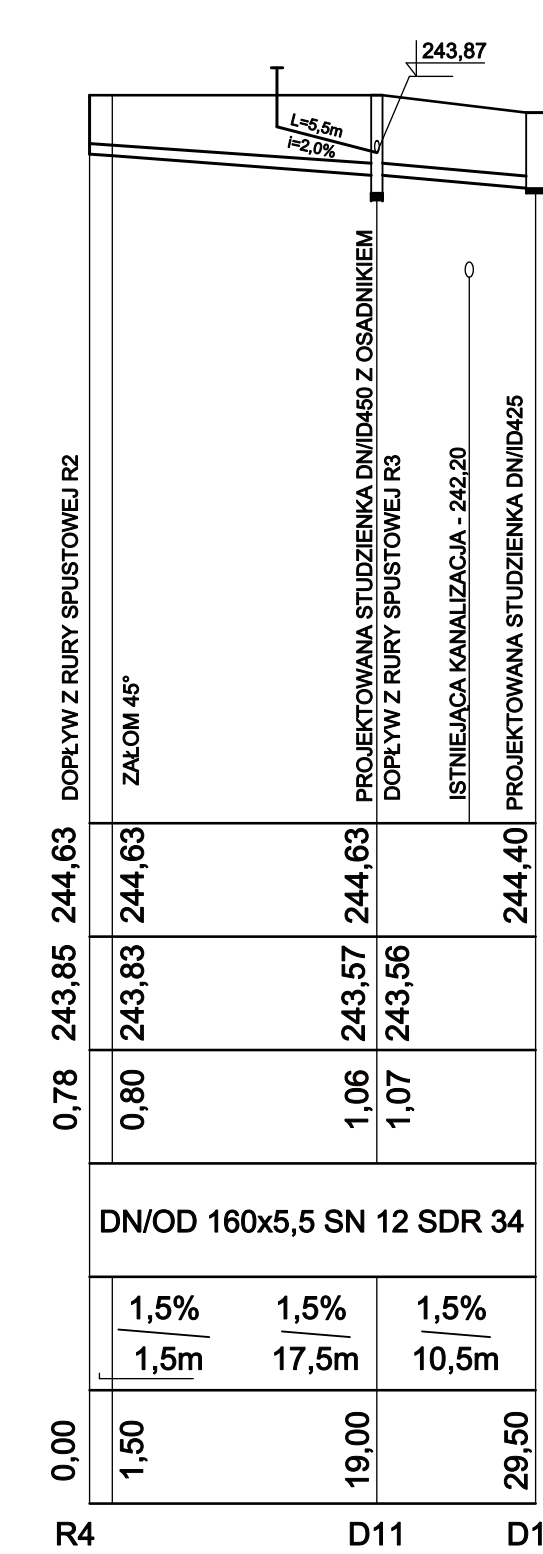 243,87
L=5,5m
i=2,0%
DOPŁYW Z RURY SPUSTOWEJ R2
ZAŁOM 45°
PROJEKTOWANA STUDZIENKA DN/ID450 Z OSADNIKIEM
DOPŁYW Z RURY SPUSTOWEJ R3
ISTNIEJĄCA KANALIZACJA - 242,20
PROJEKTOWANA STUDZIENKA DN/ID425
244,63 244,63 244,63 244,40
243,85 243,83 243,57 243,56
0,78 0,80 1,06 1,07
DN/OD 160x5,5 SN 12 SDR 34
1,5% 1,5% 1,5%
1,5m 17,5m 10,5m
0,00 1,50 19,00 29,50
R4 D11 D1